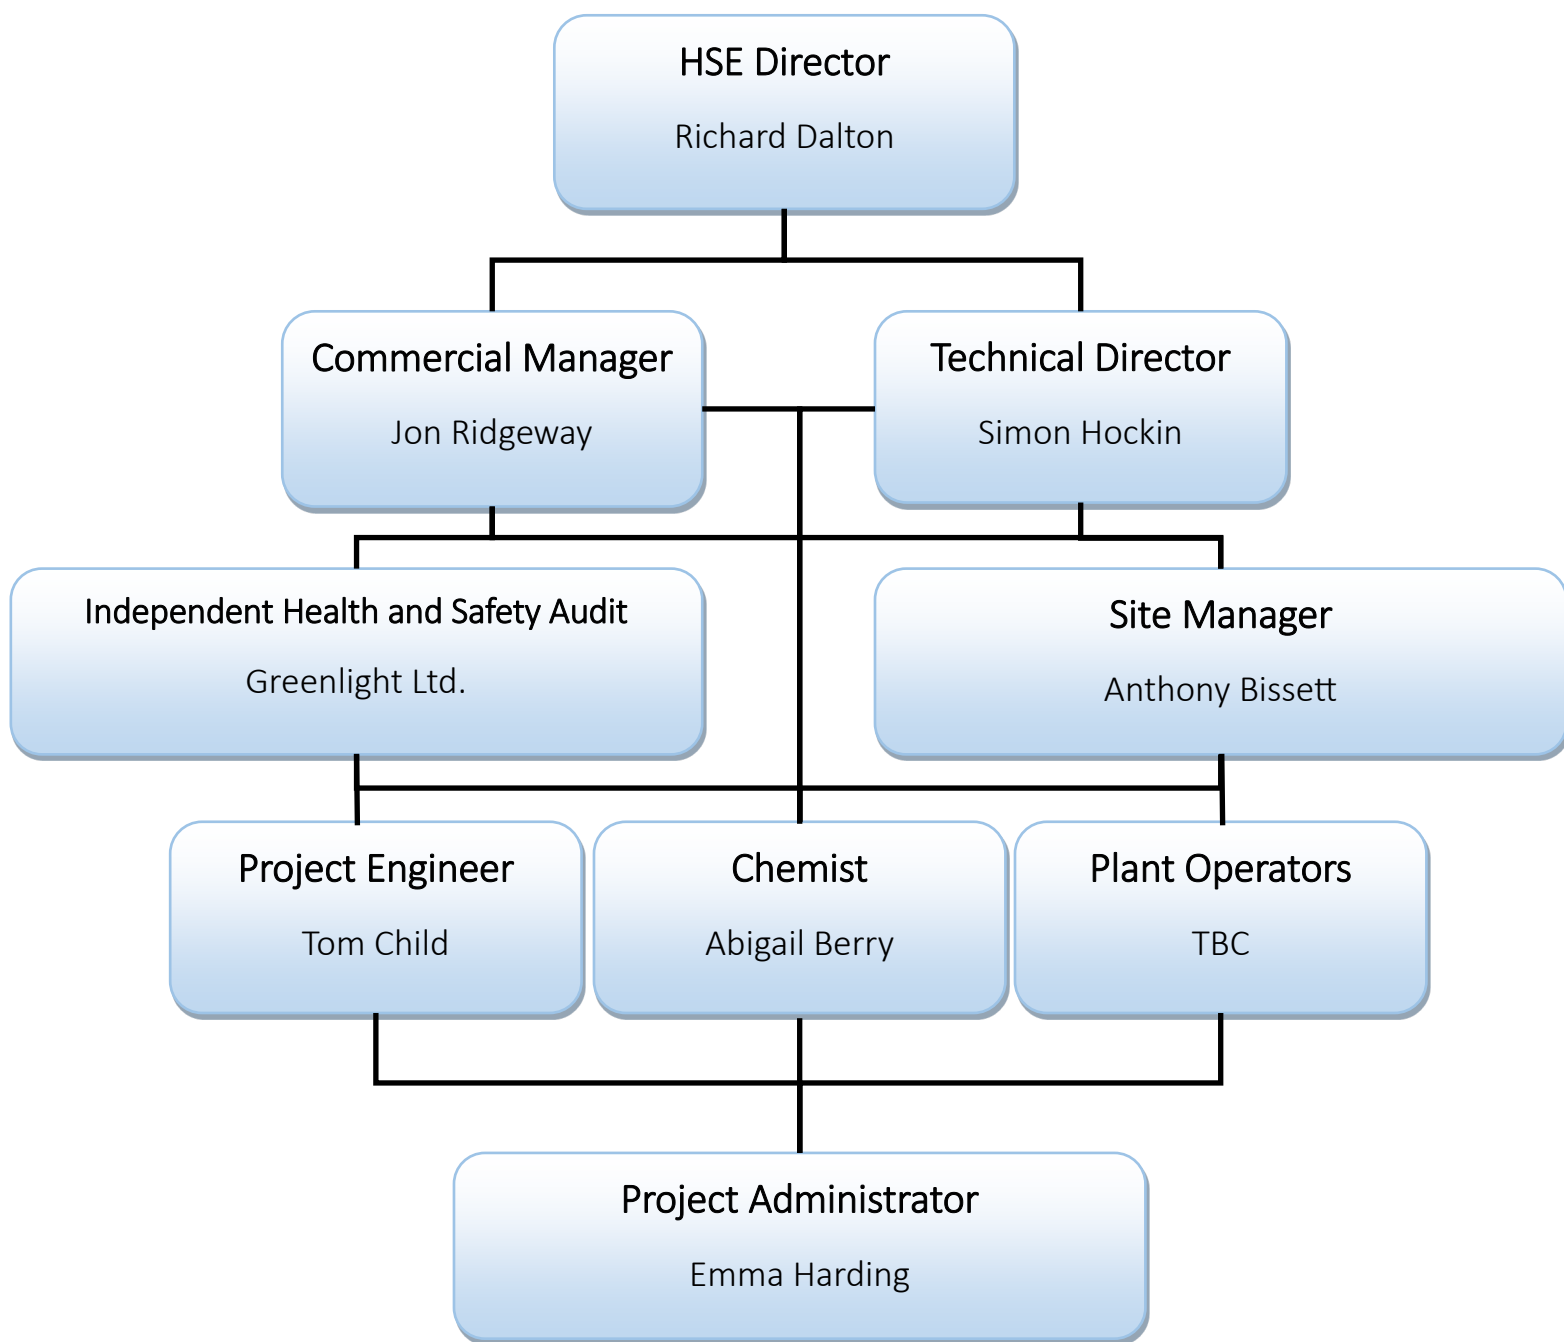 HSE Director
Richard Dalton
Commercial Manager
Jon Ridgeway
Technical Director
Simon Hockin
Independent Health and Safety Audit
Greenlight Ltd.
Site Manager
Anthony Bissett
Project Engineer
Tom Child
Chemist
Abigail Berry
Plant Operators
TBC
Project Administrator
Emma Harding